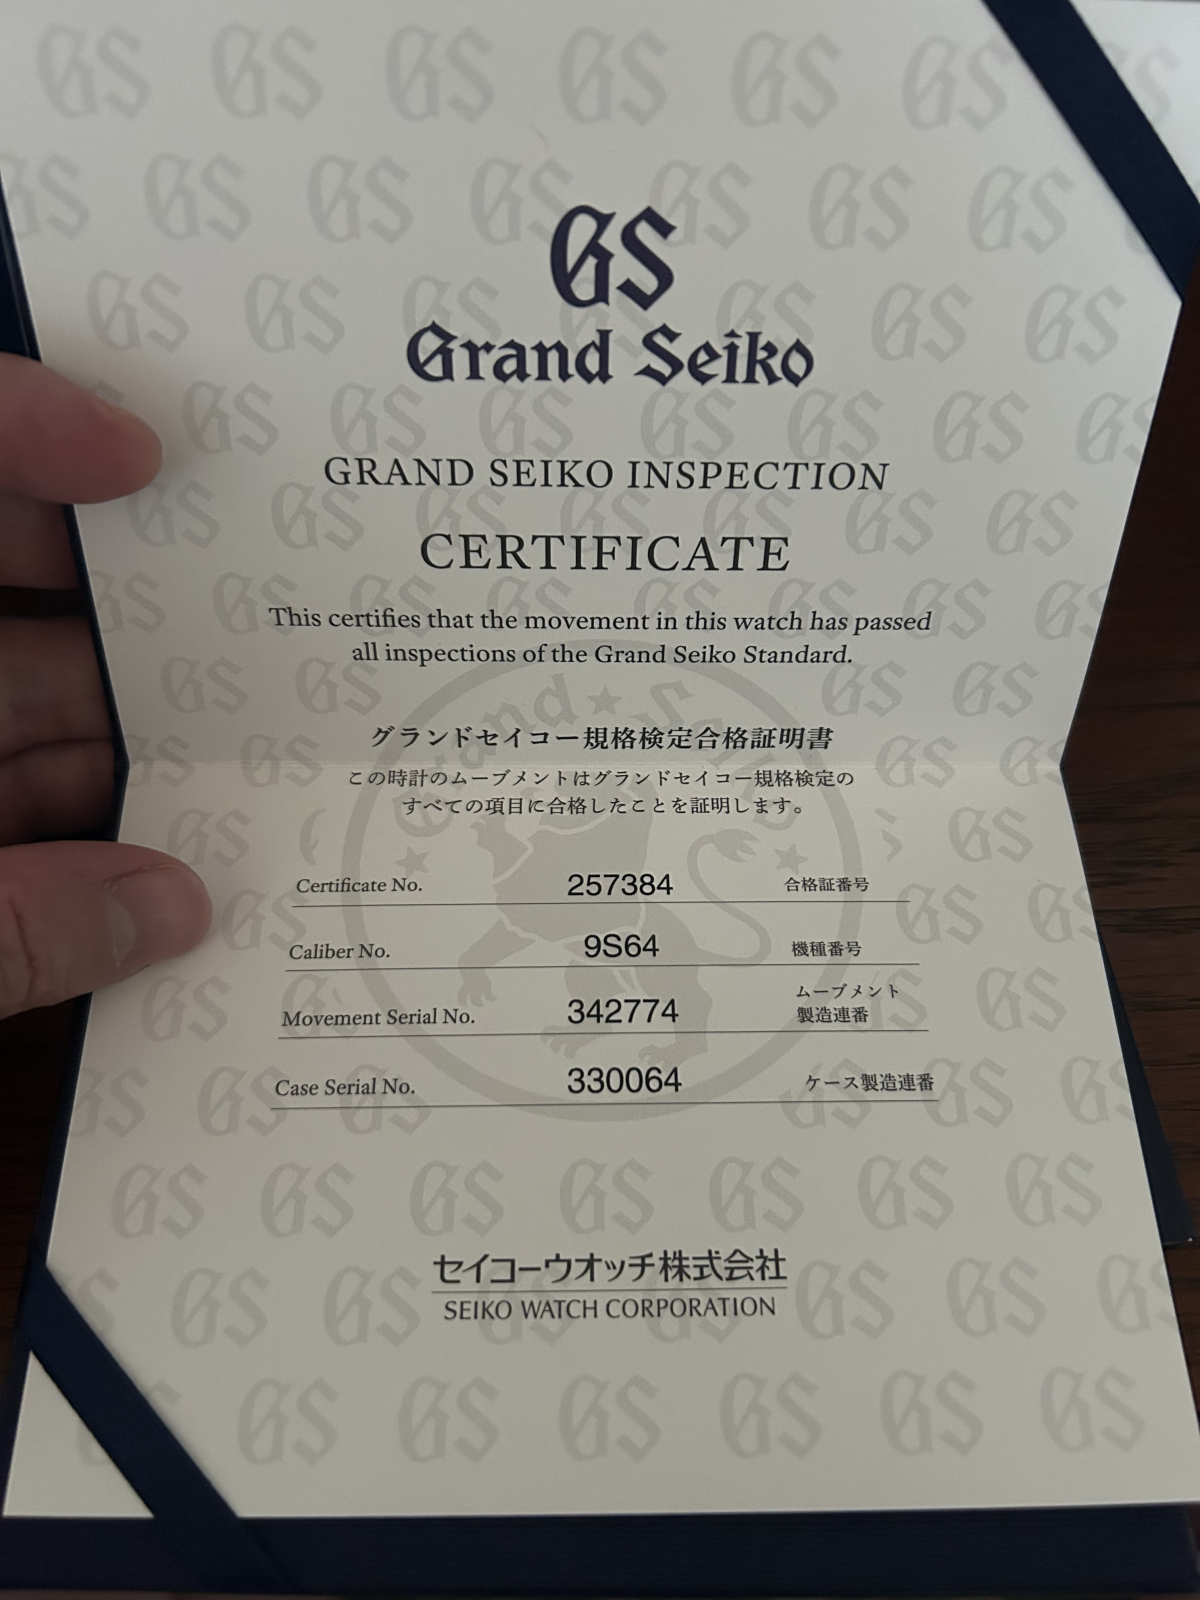 GS
Grand Seiko
GRAND SEIKO INSPECTION
CERTIFICATE
This certifies that the movement in this watch has passed
all inspections of the Grand Seiko Standard.
グランドセイコー規格検定合格証明書
この時計のムーブメントはグランドセイコー規格検定の
すべての項目に合格したことを証明します。
Certificate No. 257384 合格証番号
Caliber No. 9S64 機種番号
Movement Serial No. 342774 ムーブメント
製造連番
Case Serial No. 330064 ケース製造連番
セイコーウオッチ株式会社
SEIKO WATCH CORPORATION